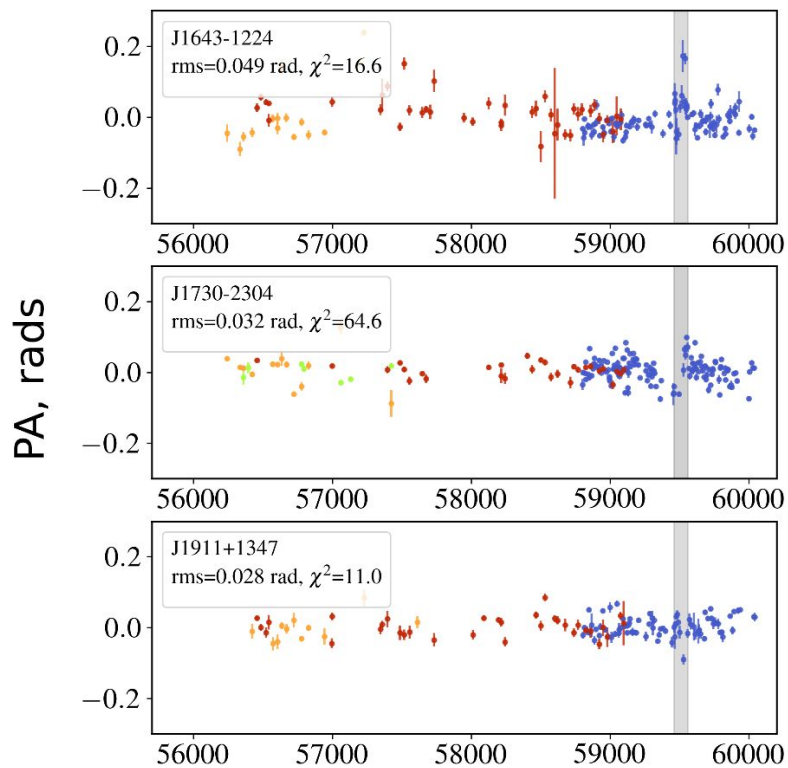 PA, rads
J1643-1224
rms=0.049 rad, χ²=16.6
0.2
0.0
−0.2
56000 57000 58000 59000 60000
J1730-2304
rms=0.032 rad, χ²=64.6
0.2
0.0
−0.2
56000 57000 58000 59000 60000
J1911+1347
rms=0.028 rad, χ²=11.0
0.2
0.0
−0.2
56000 57000 58000 59000 60000